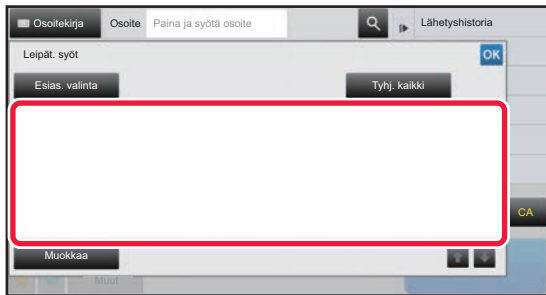 Osoitekirja Osoite Paina ja syötä osoite Lähetyshistoria
Leipät. syöt OK
Esias. valinta Tyhj. kaikki
CA
Muokkaa
Muut